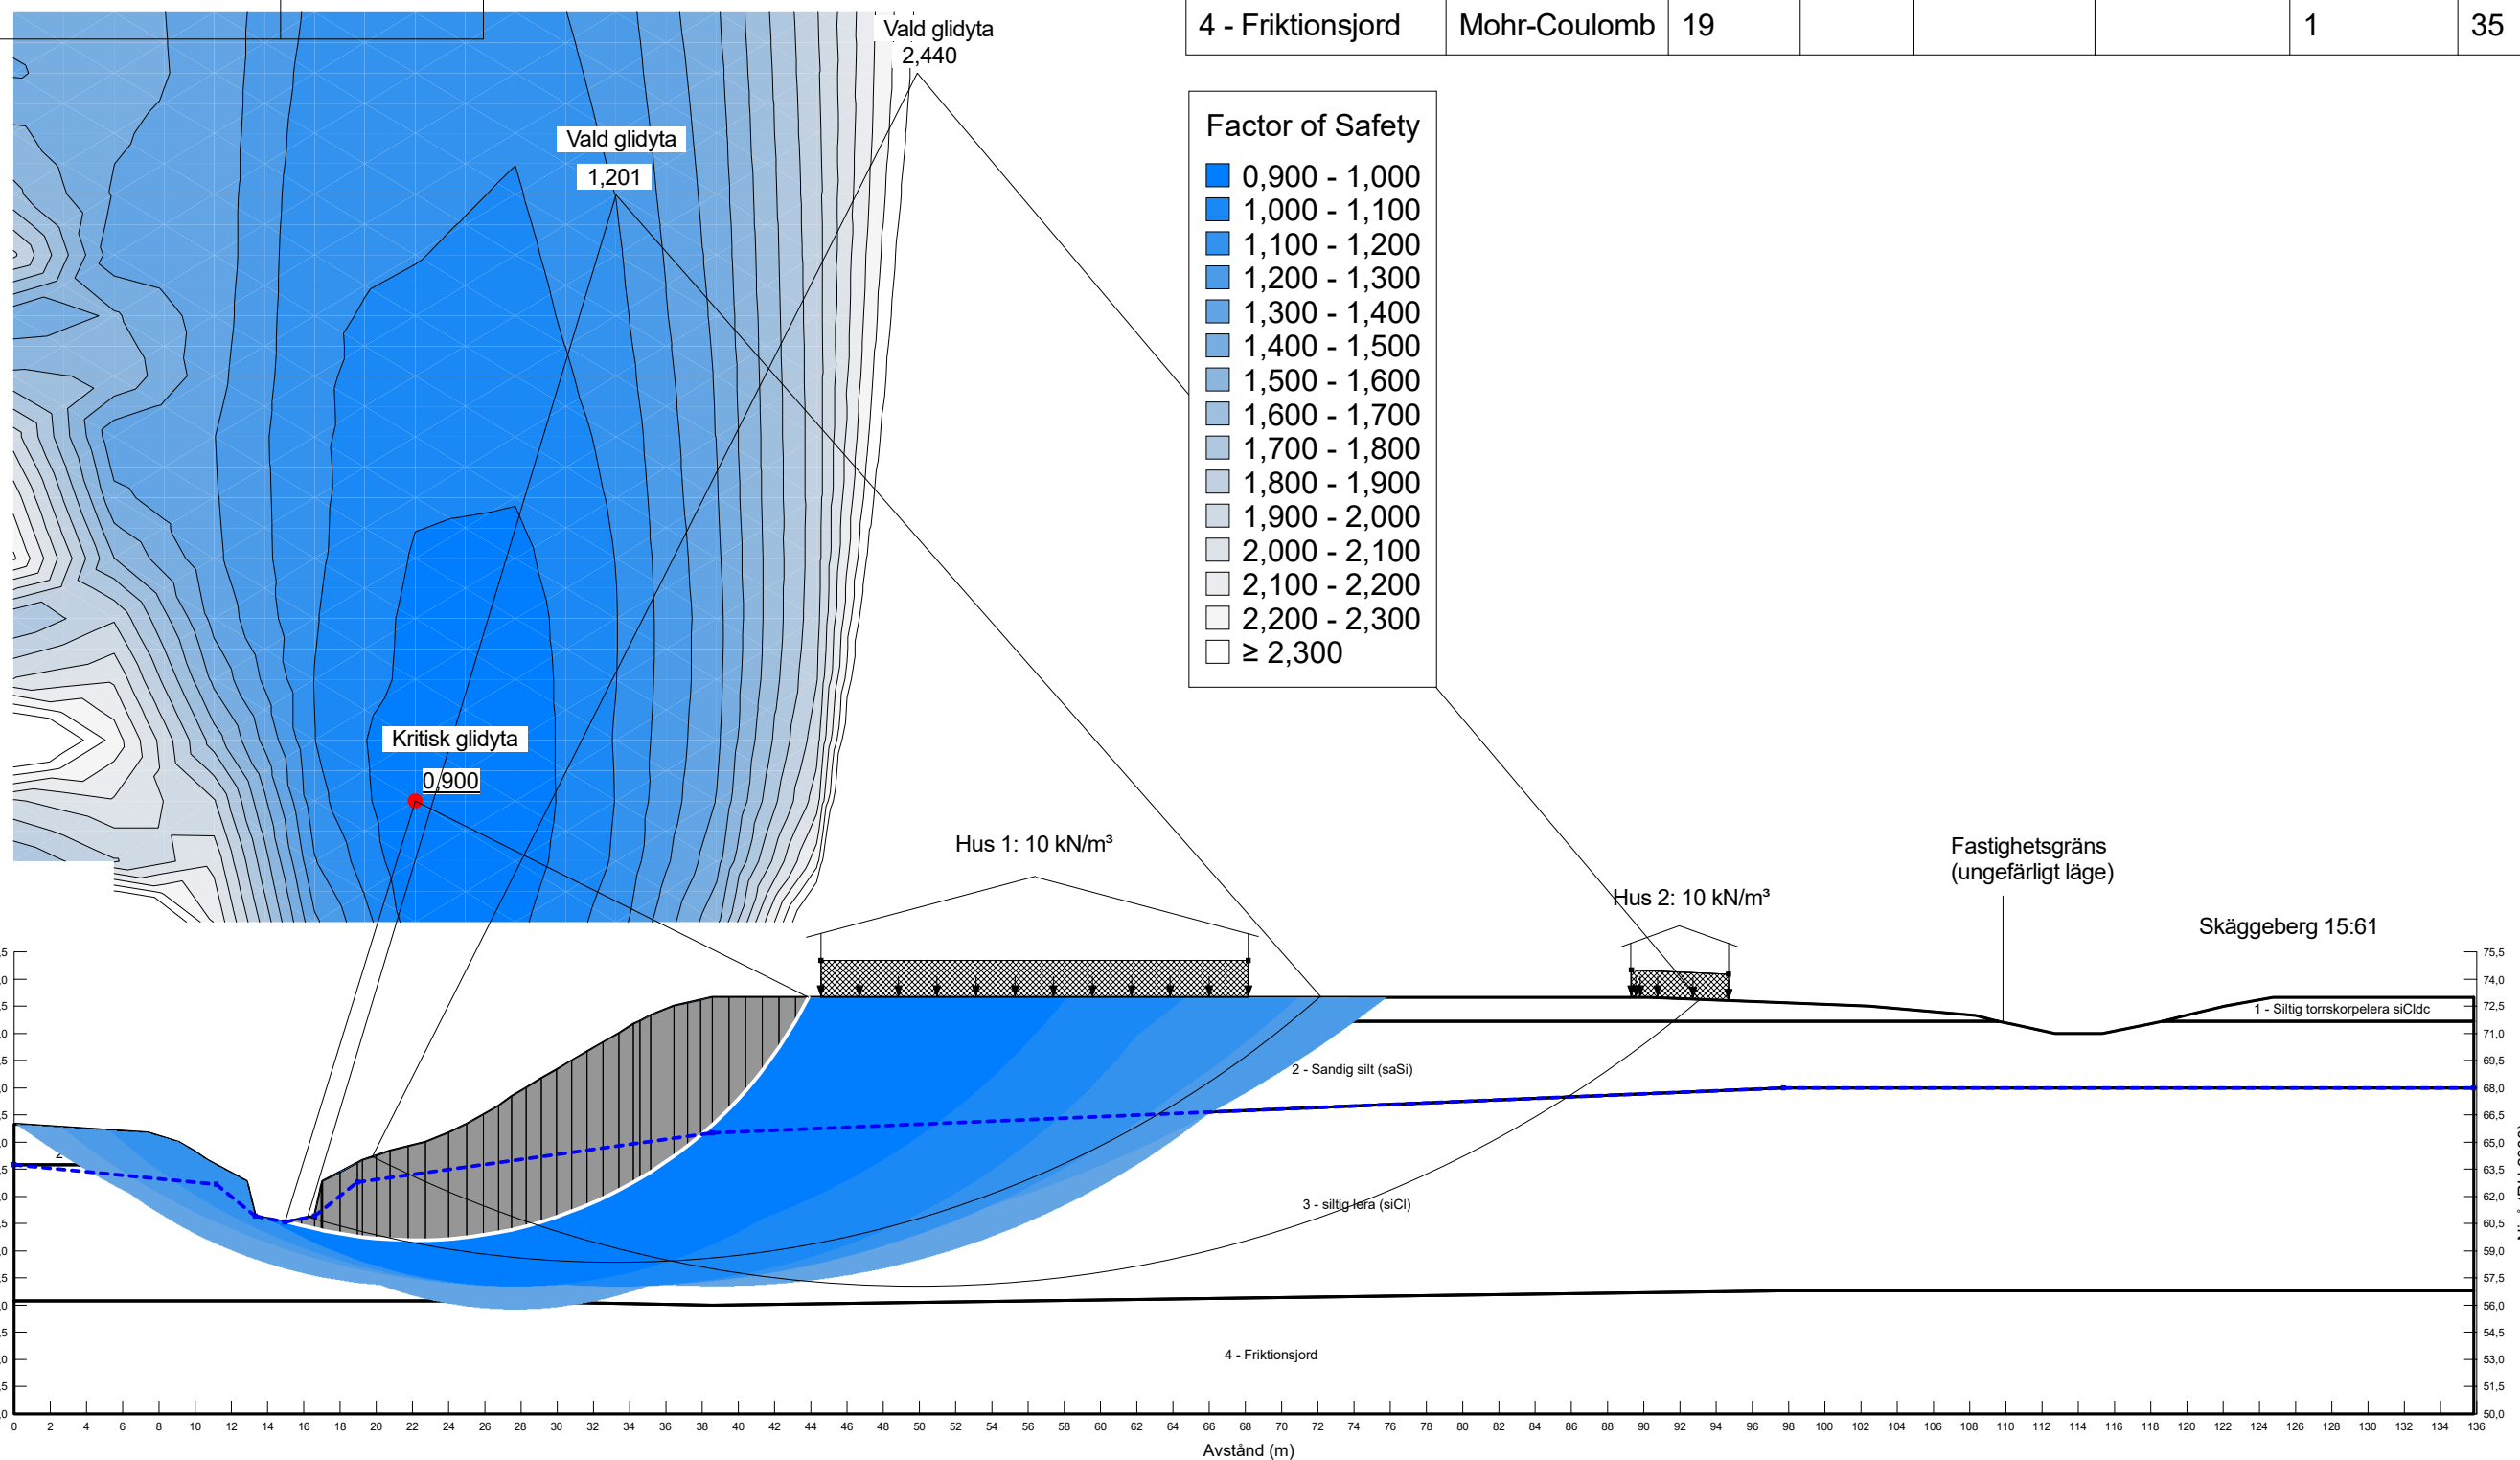 4 - Friktionsjord Mohr-Coulomb 19 1 35
Vald glidyta
2,440
Vald glidyta
1,201
Factor of Safety
0,900 - 1,000
1,000 - 1,100
1,100 - 1,200
1,200 - 1,300
1,300 - 1,400
1,400 - 1,500
1,500 - 1,600
1,600 - 1,700
1,700 - 1,800
1,800 - 1,900
1,900 - 2,000
2,000 - 2,100
2,100 - 2,200
2,200 - 2,300
≥ 2,300
Kritisk glidyta
0,900
Hus 1: 10 kN/m³
Hus 2: 10 kN/m³
Fastighetsgräns
(ungefärligt läge)
Skäggeberg 15:61
1 - Siltig torrskorpelera siCldc
2 - Sandig silt (saSi)
2
3 - siltig lera (siCl)
4 - Friktionsjord
75,5
74,0
72,5
71,0
69,5
68,0
66,5
65,0
63,5
62,0
60,5
59,0
57,5
56,0
54,5
53,0
51,5
50,0
0 2 4 6 8 10 12 14 16 18 20 22 24 26 28 30 32 34 36 38 40 42 44 46 48 50 52 54 56 58 60 62 64 66 68 70 72 74 76 78 80 82 84 86 88 90 92 94 96 98 100 102 104 106 108 110 112 114 116 118 120 122 124 126 128 130 132 134 136
Avstånd (m)